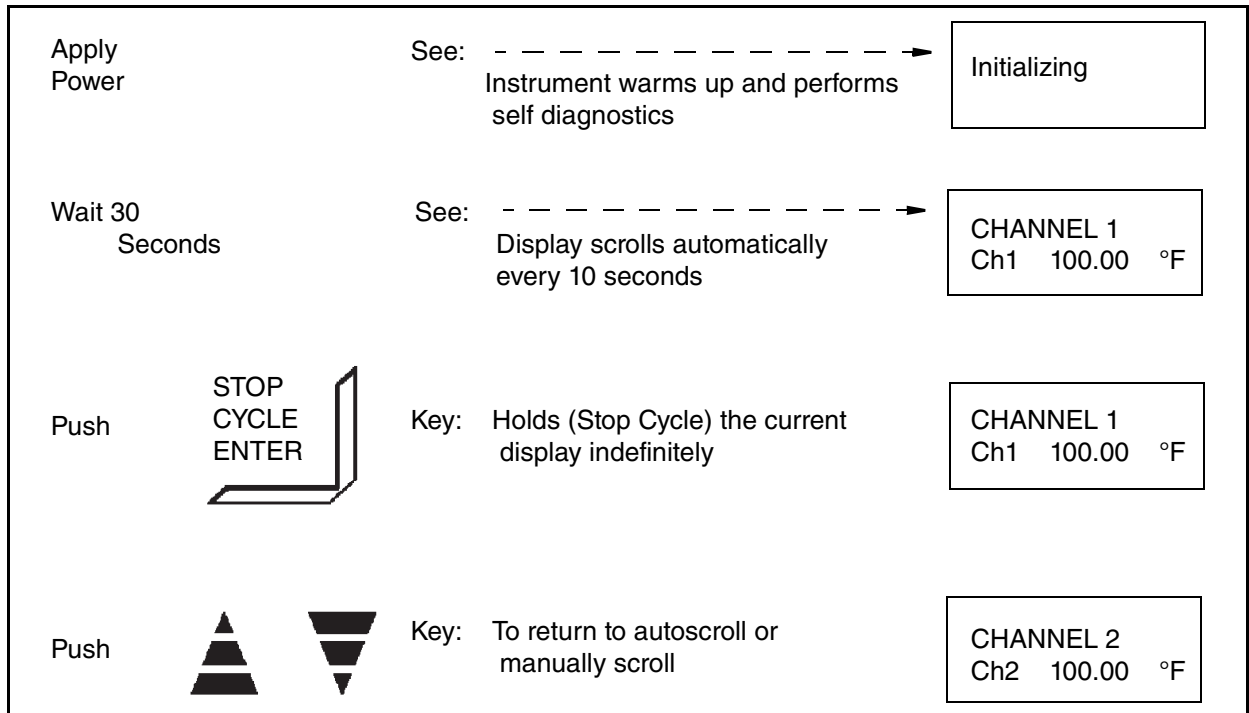 Apply
Power
See:
Instrument warms up and performs
self diagnostics
Initializing
Wait 30
Seconds
See:
Display scrolls automatically
every 10 seconds
CHANNEL 1
Ch1 100.00 °F
Push
STOP
CYCLE
ENTER
Key:
Holds (Stop Cycle) the current
display indefinitely
CHANNEL 1
Ch1 100.00 °F
Push
Key:
To return to autoscroll or
manually scroll
CHANNEL 2
Ch2 100.00 °F